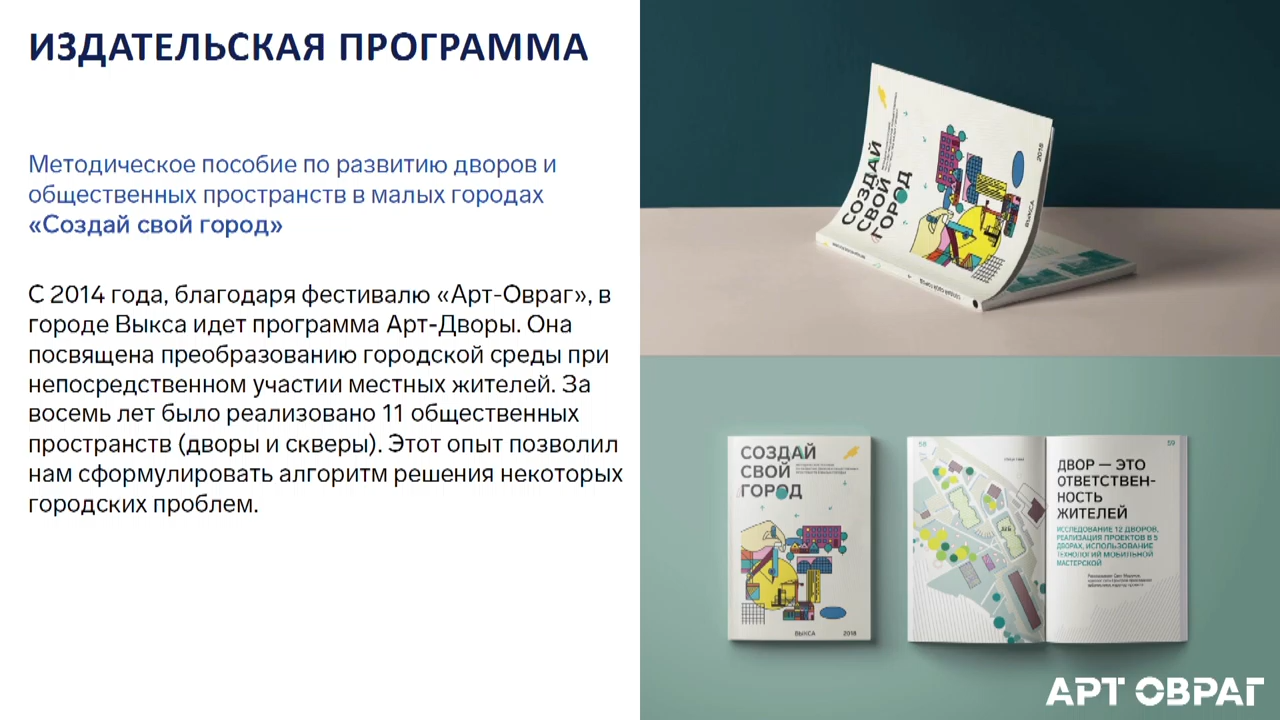 ИЗДАТЕЛЬСКАЯ ПРОГРАММА
Методическое пособие по развитию дворов и
общественных пространств в малых городах
«Создай свой город»
С 2014 года, благодаря фестивалю «Арт-Овраг», в
городе Выкса идет программа Арт-Дворы. Она
посвящена преобразованию городской среды при
непосредственном участии местных жителей. За
восемь лет было реализовано 11 общественных
пространств (дворы и скверы). Этот опыт позволил
нам сформулировать алгоритм решения некоторых
городских проблем.
СОЗДАЙ
СВОЙ
ГОРОД
ВЫКСА
2018
СОЗДАЙ
СВОЙ
ГОРОД
ВЫКСА 2018
58
59
ДВОР — ЭТО
ОТВЕТСТВЕН-
НОСТЬ
ЖИТЕЛЕЙ
ИССЛЕДОВАНИЕ 12 ДВОРОВ,
РЕАЛИЗАЦИЯ ПРОЕКТОВ В 5
ДВОРАХ, ИСПОЛЬЗОВАНИЕ
ТЕХНОЛОГИЙ МОБИЛЬНОЙ
МАСТЕРСКОЙ
АРТ ОВРАГ